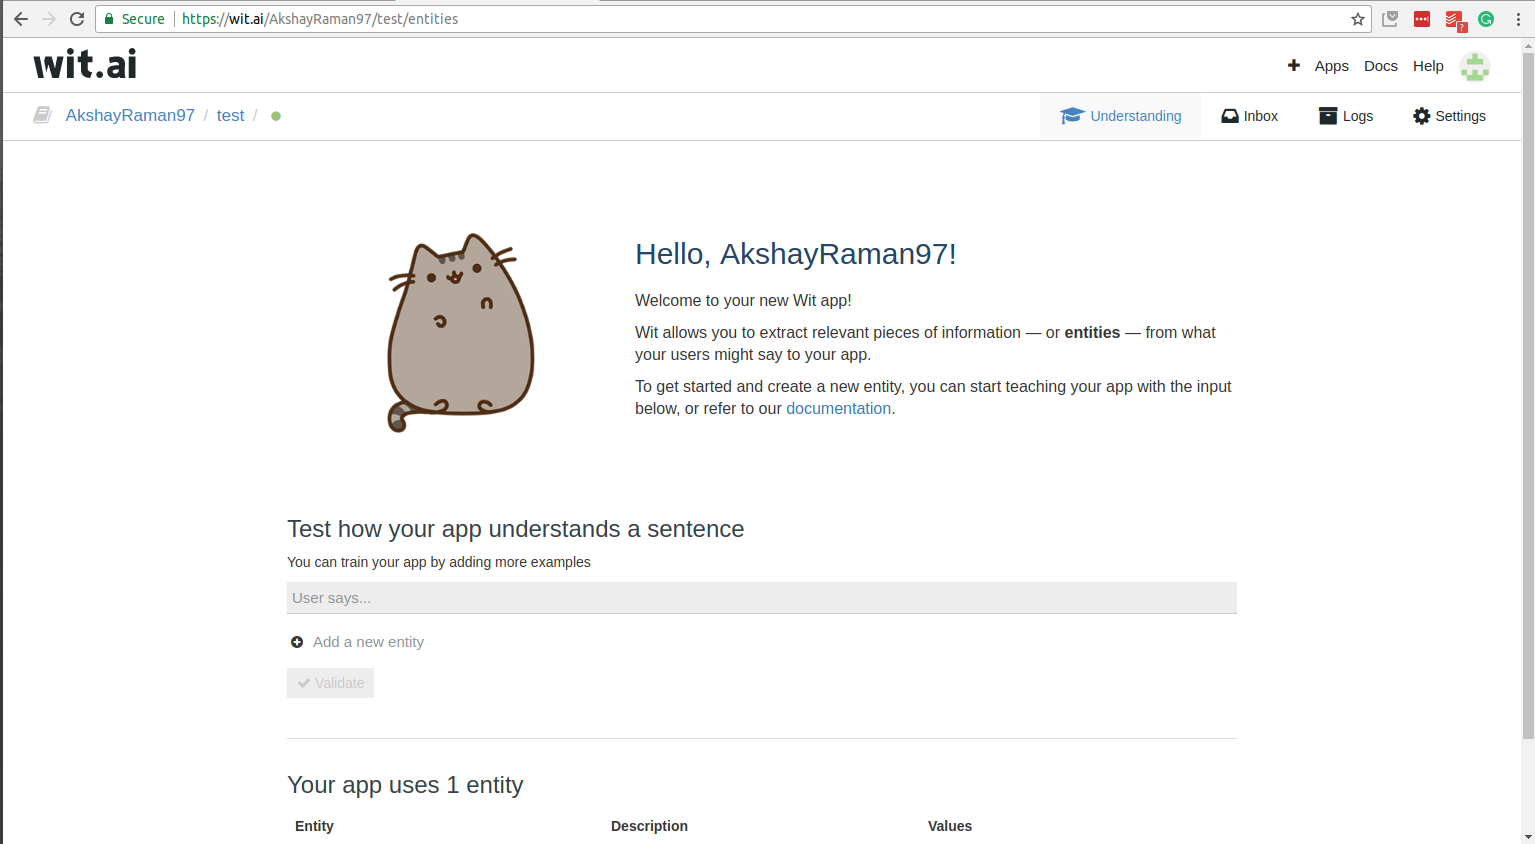 Secure https://wit.ai/AkshayRaman97/test/entities
wit.ai
Apps Docs Help
AkshayRaman97 / test /
Understanding Inbox Logs Settings
Hello, AkshayRaman97!
Welcome to your new Wit app!
Wit allows you to extract relevant pieces of information — or entities — from what
your users might say to your app.
To get started and create a new entity, you can start teaching your app with the input
below, or refer to our documentation.
Test how your app understands a sentence
You can train your app by adding more examples
User says...
Add a new entity
Validate
Your app uses 1 entity
Entity Description Values